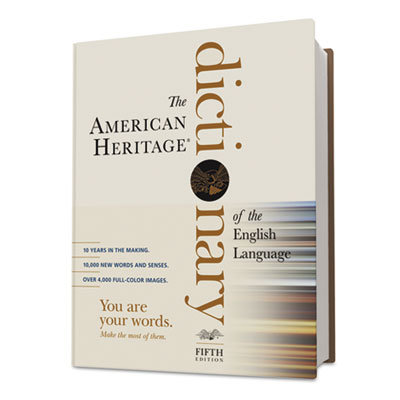 The
AMERICAN
HERITAGE®
dictionary
of the
English
Language
10 YEARS IN THE MAKING.
10,000 NEW WORDS AND SENSES.
OVER 4,000 FULL-COLOR IMAGES.
You are
your words.
Make the most of them.
FIFTH
EDITION